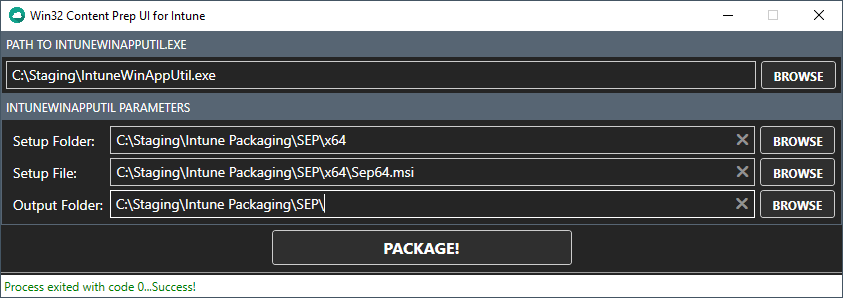 Win32 Content Prep UI for Intune
PATH TO INTUNEWINAPPUTIL.EXE
C:\Staging\IntuneWinAppUtil.exe BROWSE
INTUNEWINAPPUTIL PARAMETERS
Setup Folder: C:\Staging\Intune Packaging\SEP\x64 BROWSE
Setup File: C:\Staging\Intune Packaging\SEP\x64\Sep64.msi BROWSE
Output Folder: C:\Staging\Intune Packaging\SEP\ BROWSE
PACKAGE!
Process exited with code 0...Success!